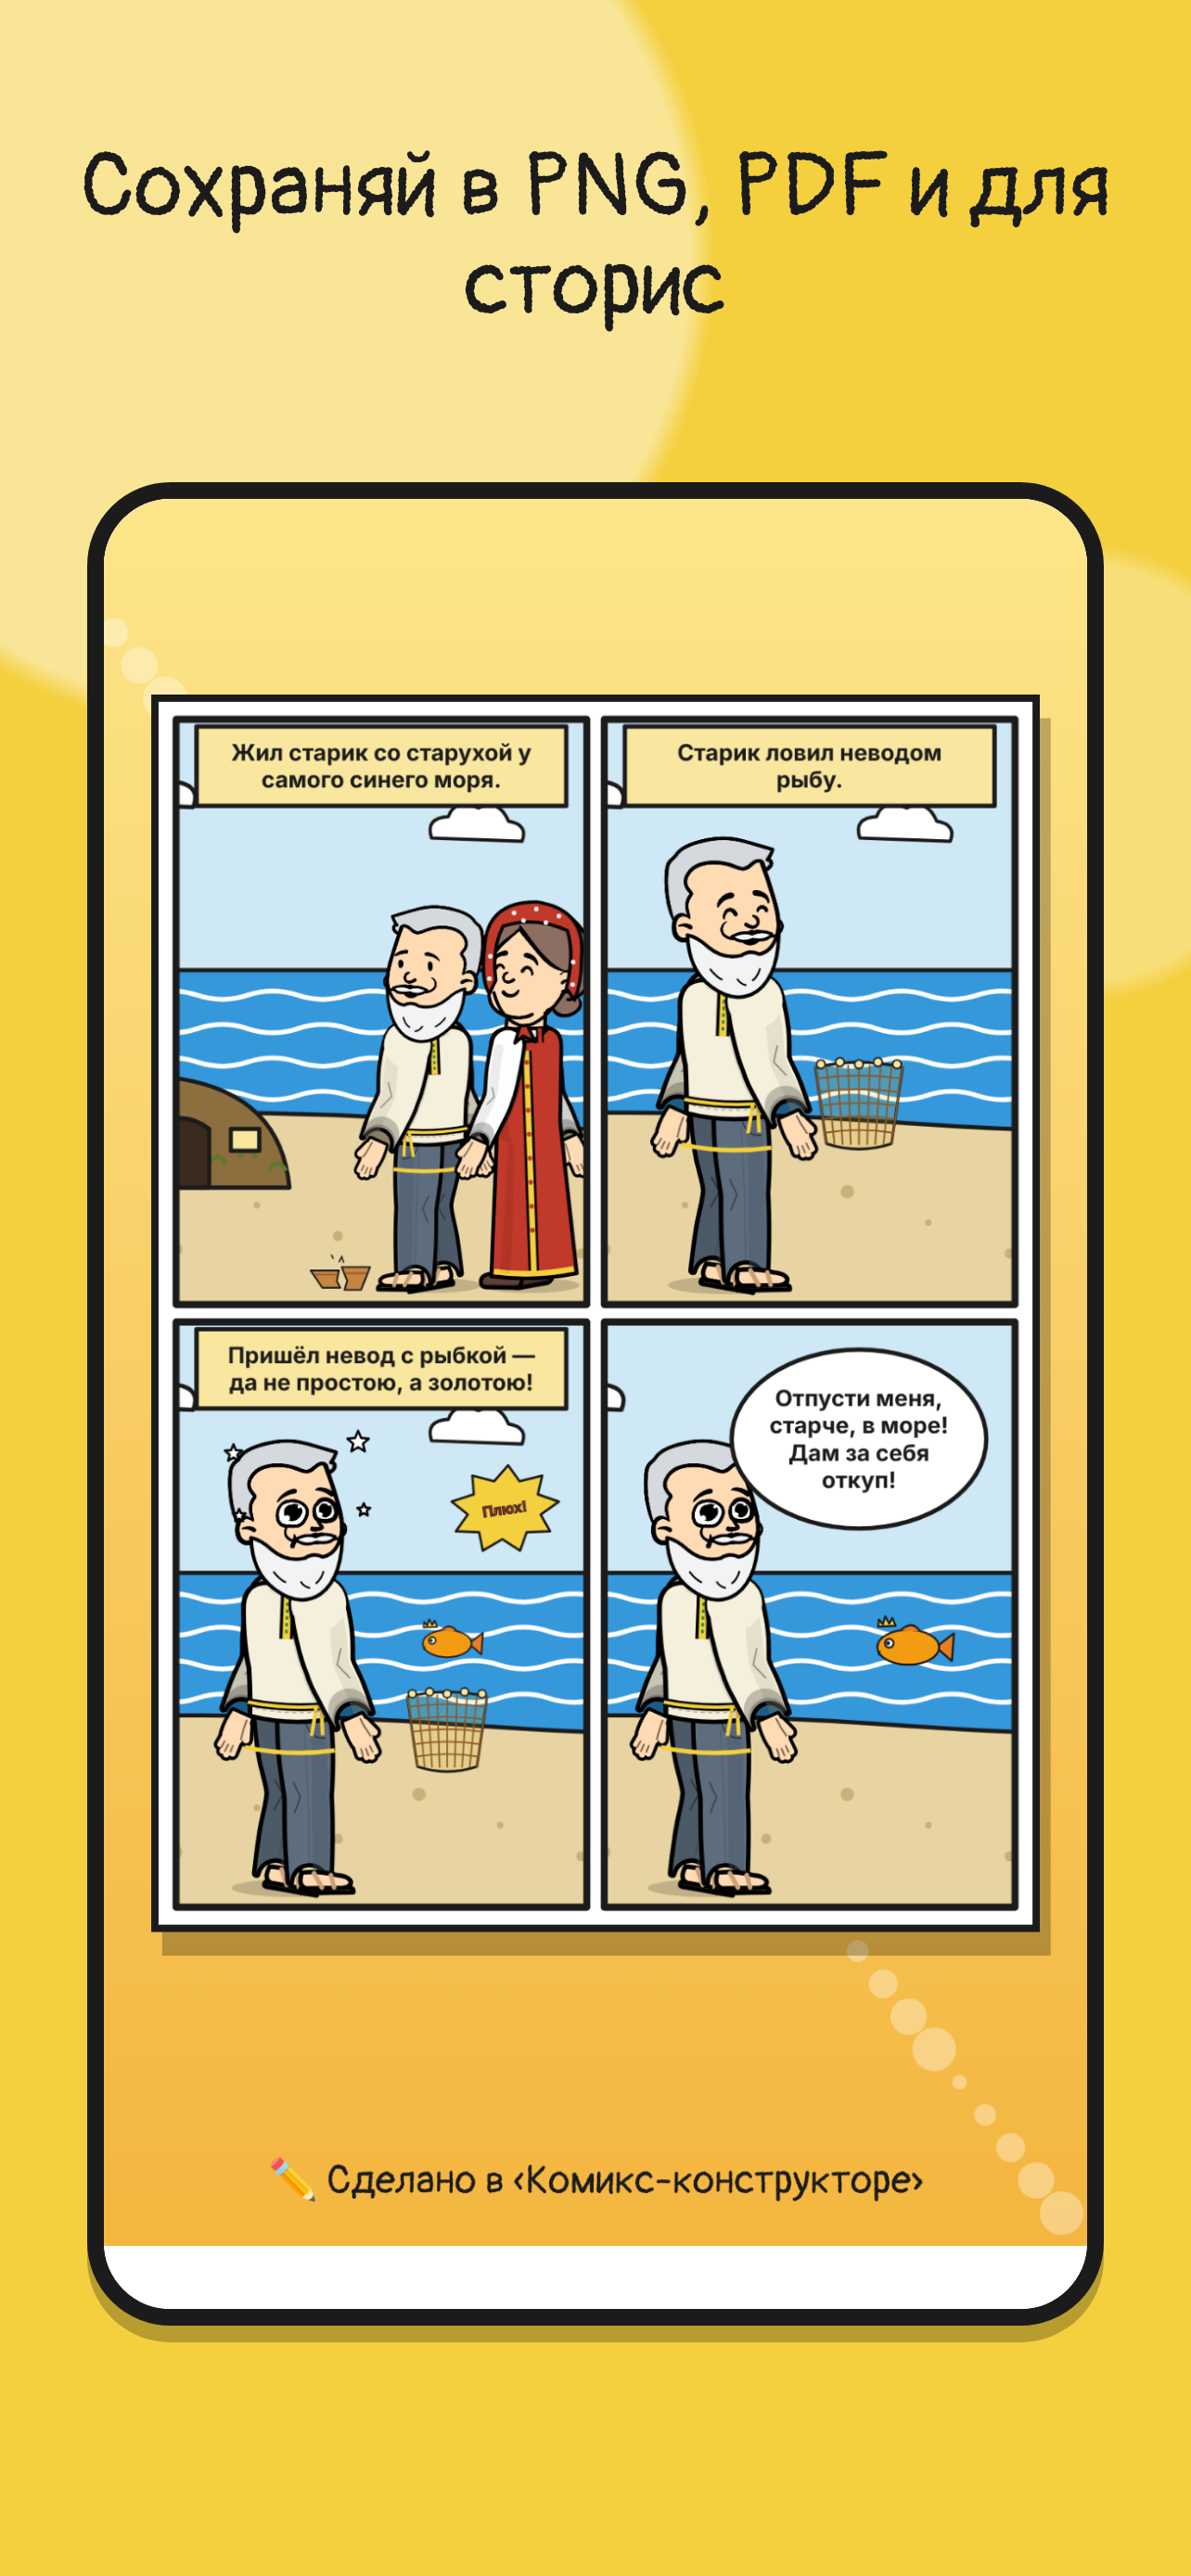 Сохраняй в PNG, PDF и для
сторис
Жил старик со старухой у
самого синего моря.
Старик ловил неводом
рыбу.
Пришёл невод с рыбкой —
да не простою, а золотою!
Плюх!
Отпусти меня,
старче, в море!
Дам за себя
откуп!
✏️ Сделано в ‹Комикс-конструкторе›